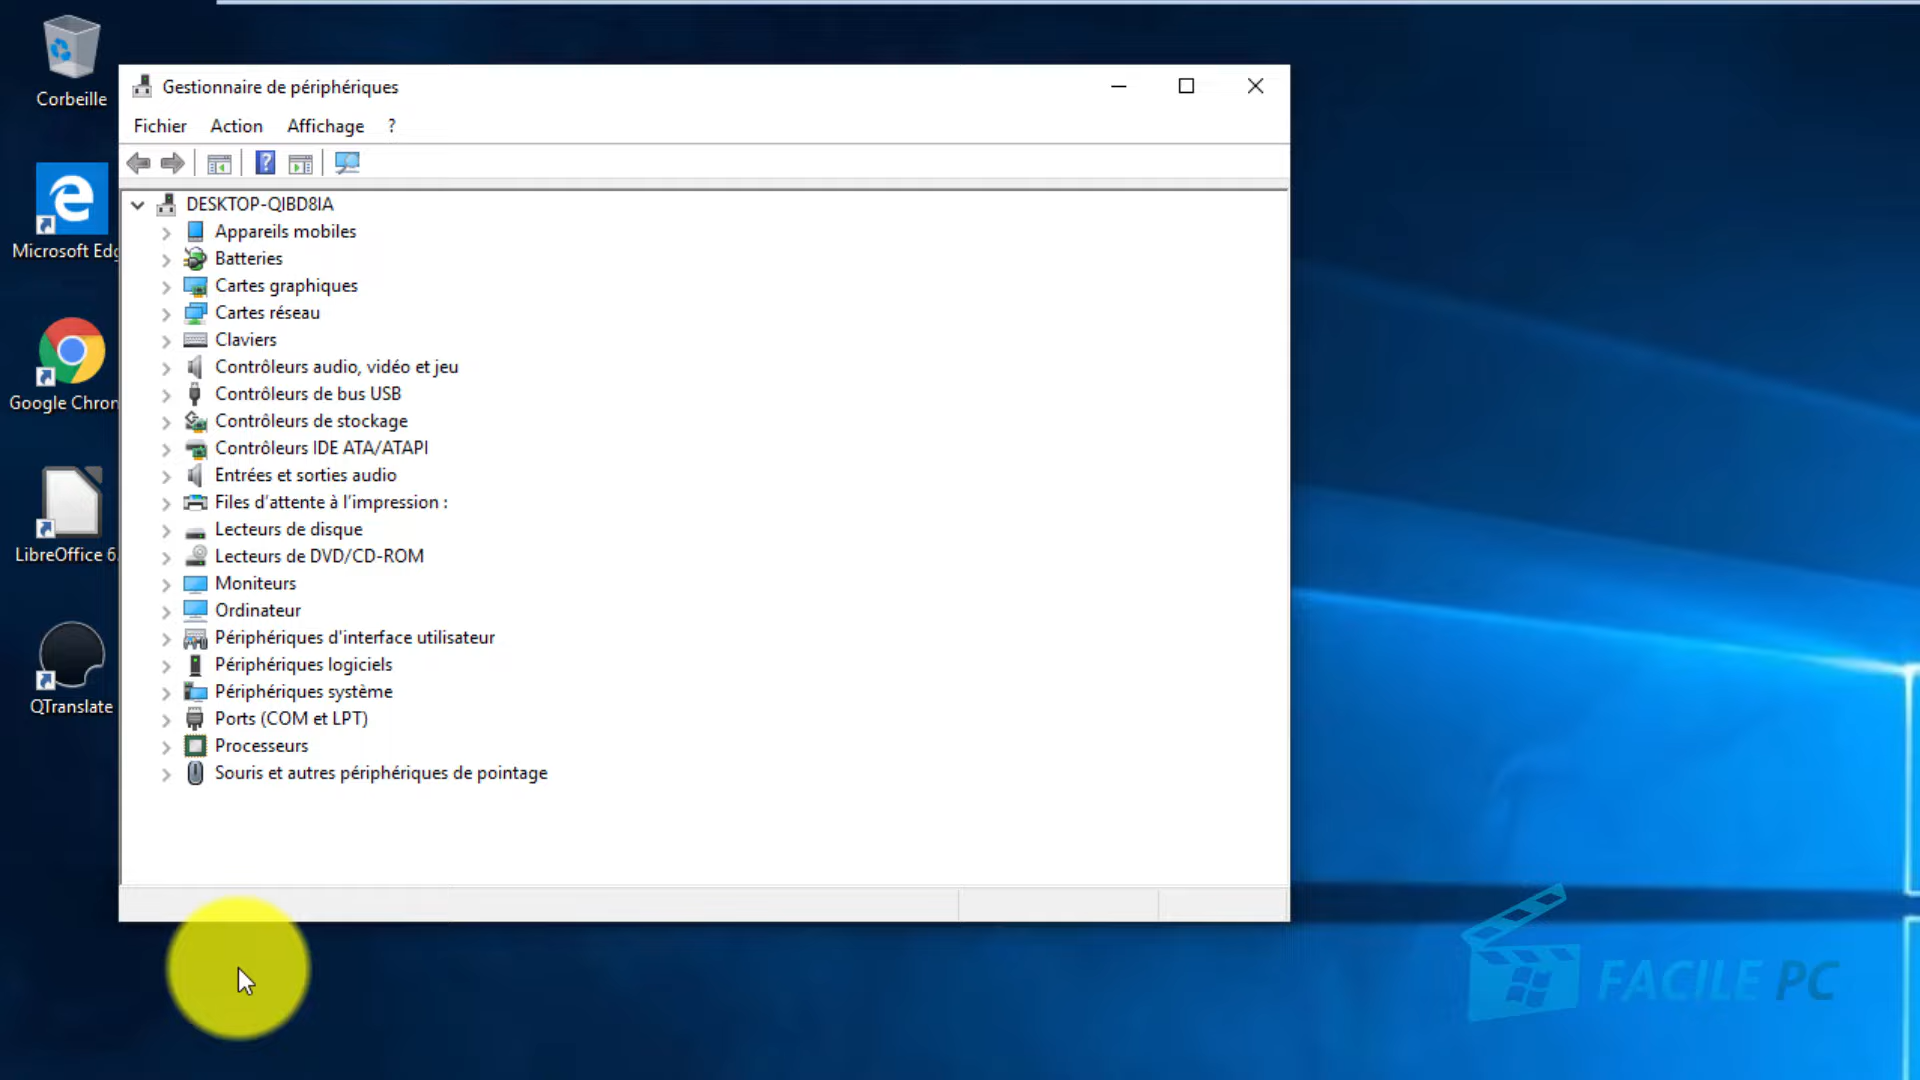 Corbeille
Microsoft Edg
Google Chron
LibreOffice 6.
QTranslate
Gestionnaire de périphériques
Fichier Action Affichage ?
DESKTOP-QIBD8IA
Appareils mobiles
Batteries
Cartes graphiques
Cartes réseau
Claviers
Contrôleurs audio, vidéo et jeu
Contrôleurs de bus USB
Contrôleurs de stockage
Contrôleurs IDE ATA/ATAPI
Entrées et sorties audio
Files d'attente à l'impression :
Lecteurs de disque
Lecteurs de DVD/CD-ROM
Moniteurs
Ordinateur
Périphériques d'interface utilisateur
Périphériques logiciels
Périphériques système
Ports (COM et LPT)
Processeurs
Souris et autres périphériques de pointage
FACILE PC